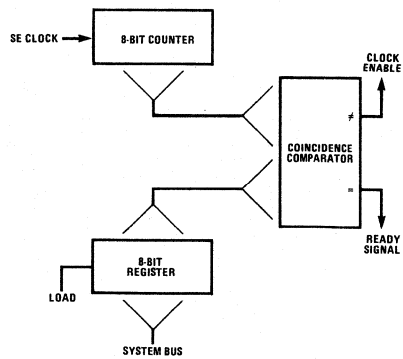 SE CLOCK
8-BIT COUNTER
CLOCK
ENABLE
≠
COINCIDENCE
COMPARATOR
=
READY
SIGNAL
8-BIT
REGISTER
LOAD
SYSTEM BUS